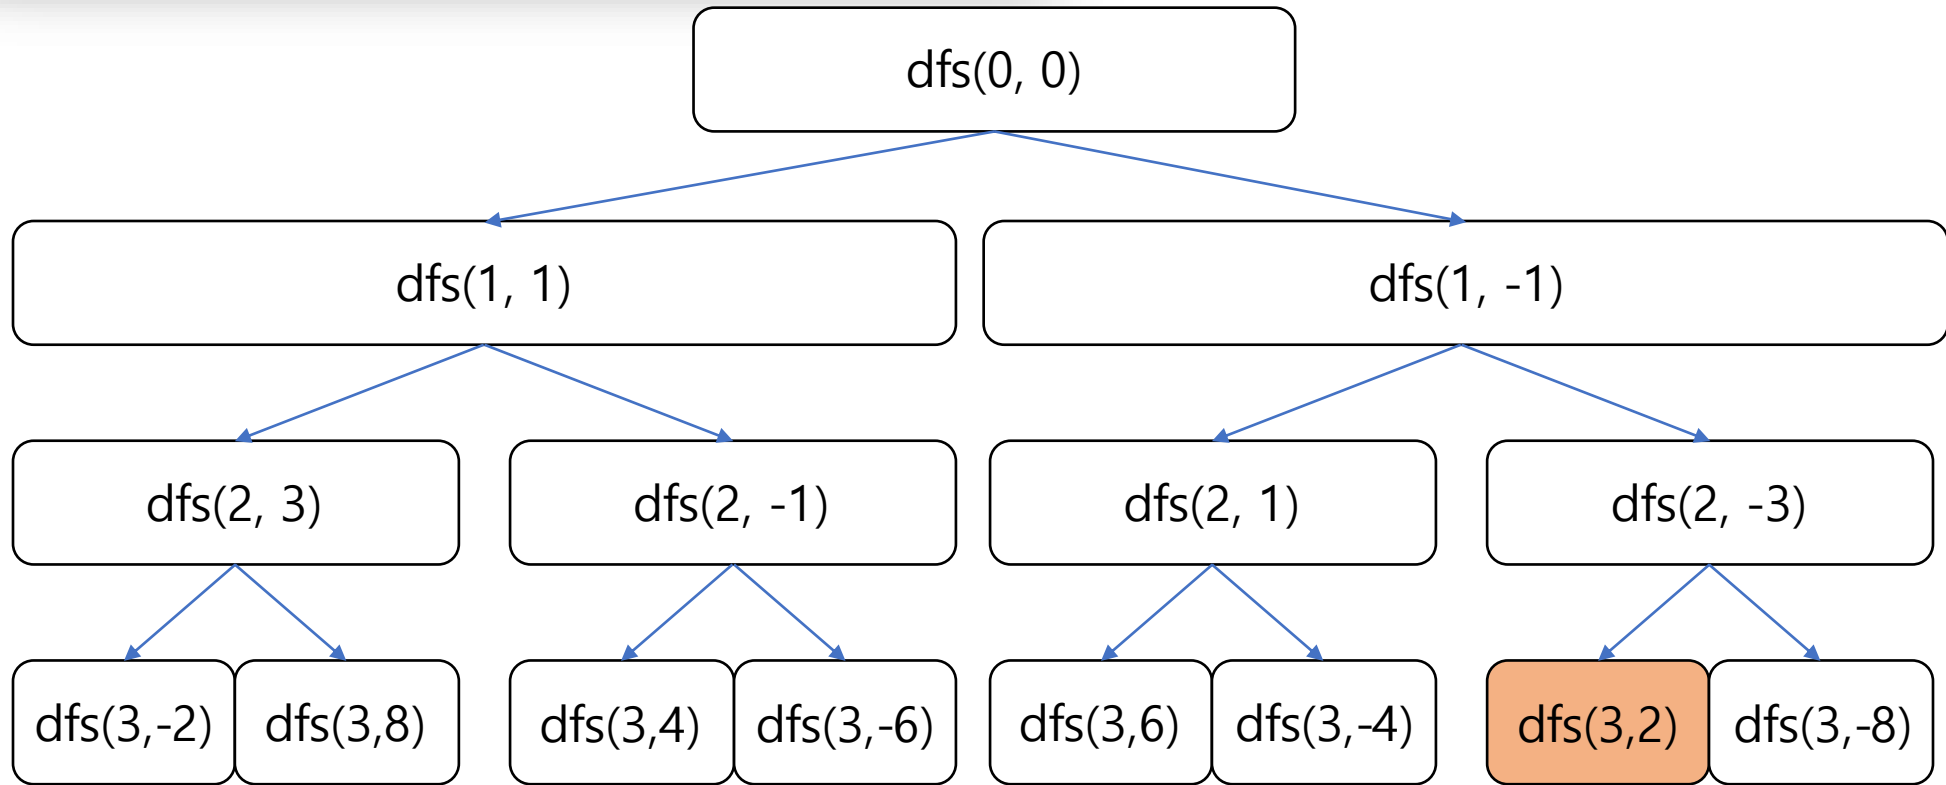 dfs(0, 0)
dfs(1, 1)
dfs(1, -1)
dfs(2, 3)
dfs(2, -1)
dfs(2, 1)
dfs(2, -3)
dfs(3,-2)
dfs(3,8)
dfs(3,4)
dfs(3,-6)
dfs(3,6)
dfs(3,-4)
dfs(3,2)
dfs(3,-8)